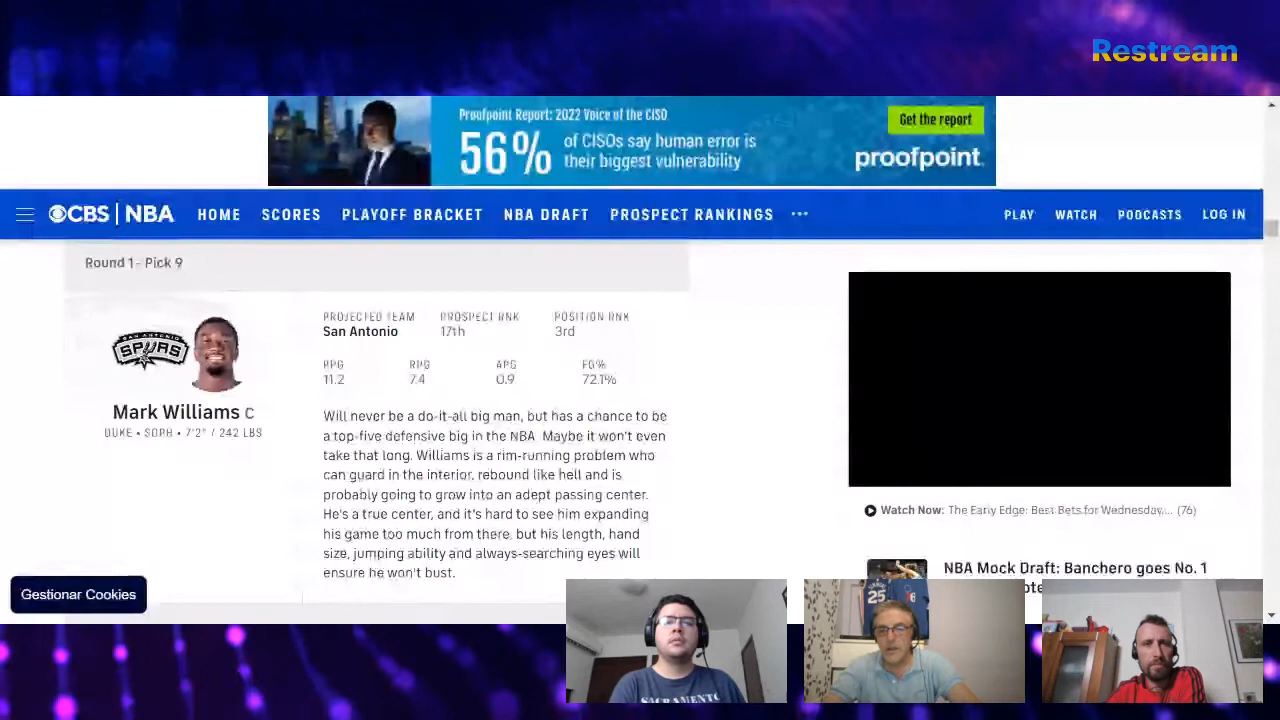 Restream
Proofpoint Report: 2022 Voice of the CISO
56%
of CISOs say human error is
their biggest vulnerability
Get the report
proofpoint.
CBS | NBA HOME SCORES PLAYOFF BRACKET NBA DRAFT PROSPECT RANKINGS ••• PLAY WATCH PODCASTS LOG IN
Round 1 - Pick 9
SAN ANTONIO
SPURS
Mark Williams C
DUKE • SOPH • 7'2" / 242 LBS
PROJECTED TEAM PROSPECT RNK POSITION RNK
San Antonio 17th 3rd
PPG RPG APG FG%
11.2 7.4 0.9 72.1%
Will never be a do-it-all big man, but has a chance to be
a top-five defensive big in the NBA. Maybe it won't even
take that long. Williams is a rim-running problem who
can guard in the interior, rebound like hell and is
probably going to grow into an adept passing center.
He's a true center, and it's hard to see him expanding
his game too much from there, but his length, hand
size, jumping ability and always-searching eyes will
ensure he won't bust.
Watch Now: The Early Edge: Best Bets for Wednesday,... (76)
NBA Mock Draft: Banchero goes No. 1
Gestionar Cookies
SACRAMENTO
25